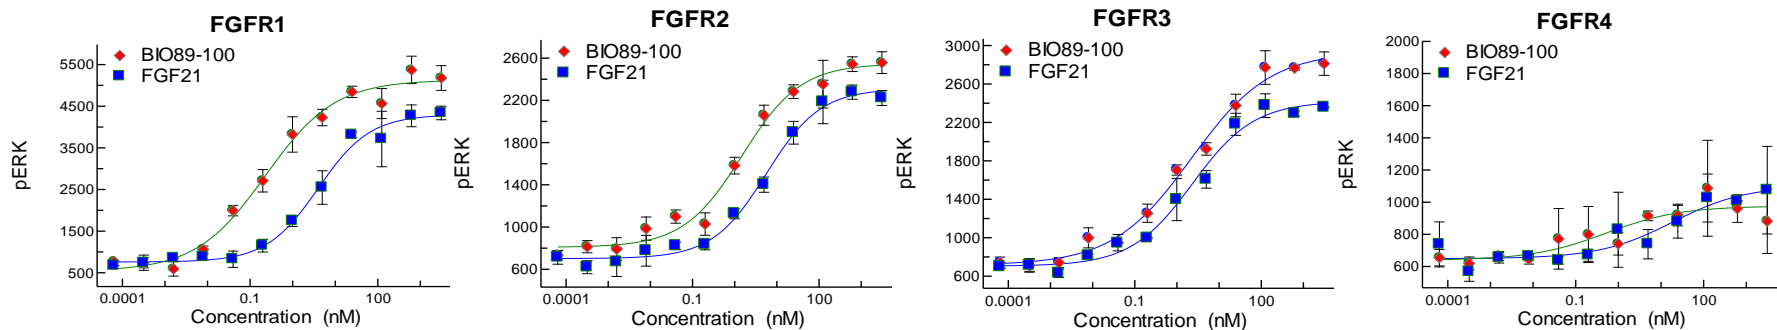 FGFR1
BIO89-100
FGF21
5500
4500
3500
2500
1500
500
pERK
0.0001
0.1
100
Concentration (nM)
FGFR2
BIO89-100
FGF21
2600
2200
1800
1400
1000
600
pERK
0.0001
0.1
100
Concentration (nM)
FGFR3
BIO89-100
FGF21
3000
2800
2400
2200
1800
1400
1000
600
pERK
0.0001
0.1
100
Concentration (nM)
FGFR4
BIO89-100
FGF21
2000
1800
1600
1400
1200
1000
800
600
pERK
0.0001
0.1
100
Concentration (nM)